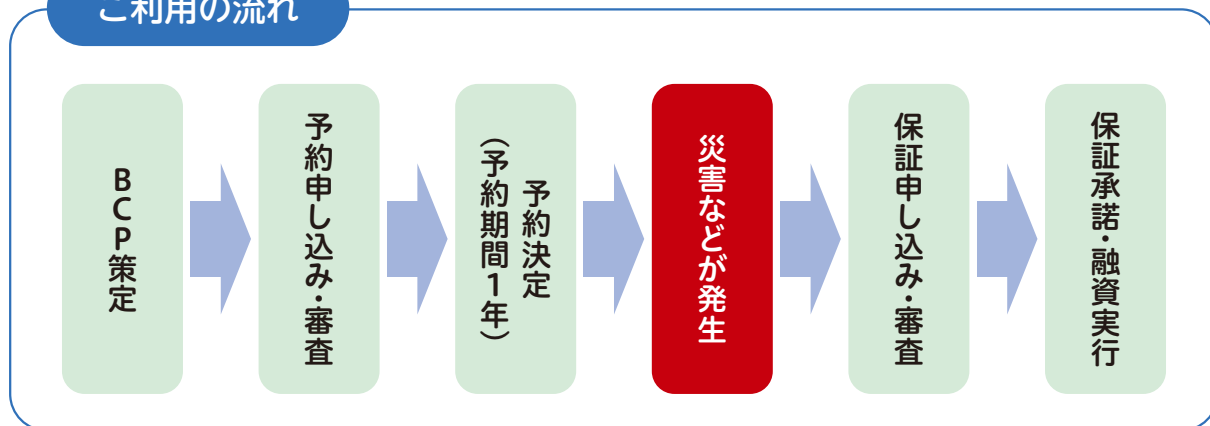 ご利用の流れ
BCP策定
予約申し込み・審査
予約決定
（予約期間1年）
災害などが発生
保証申し込み・審査
保証承諾・融資実行